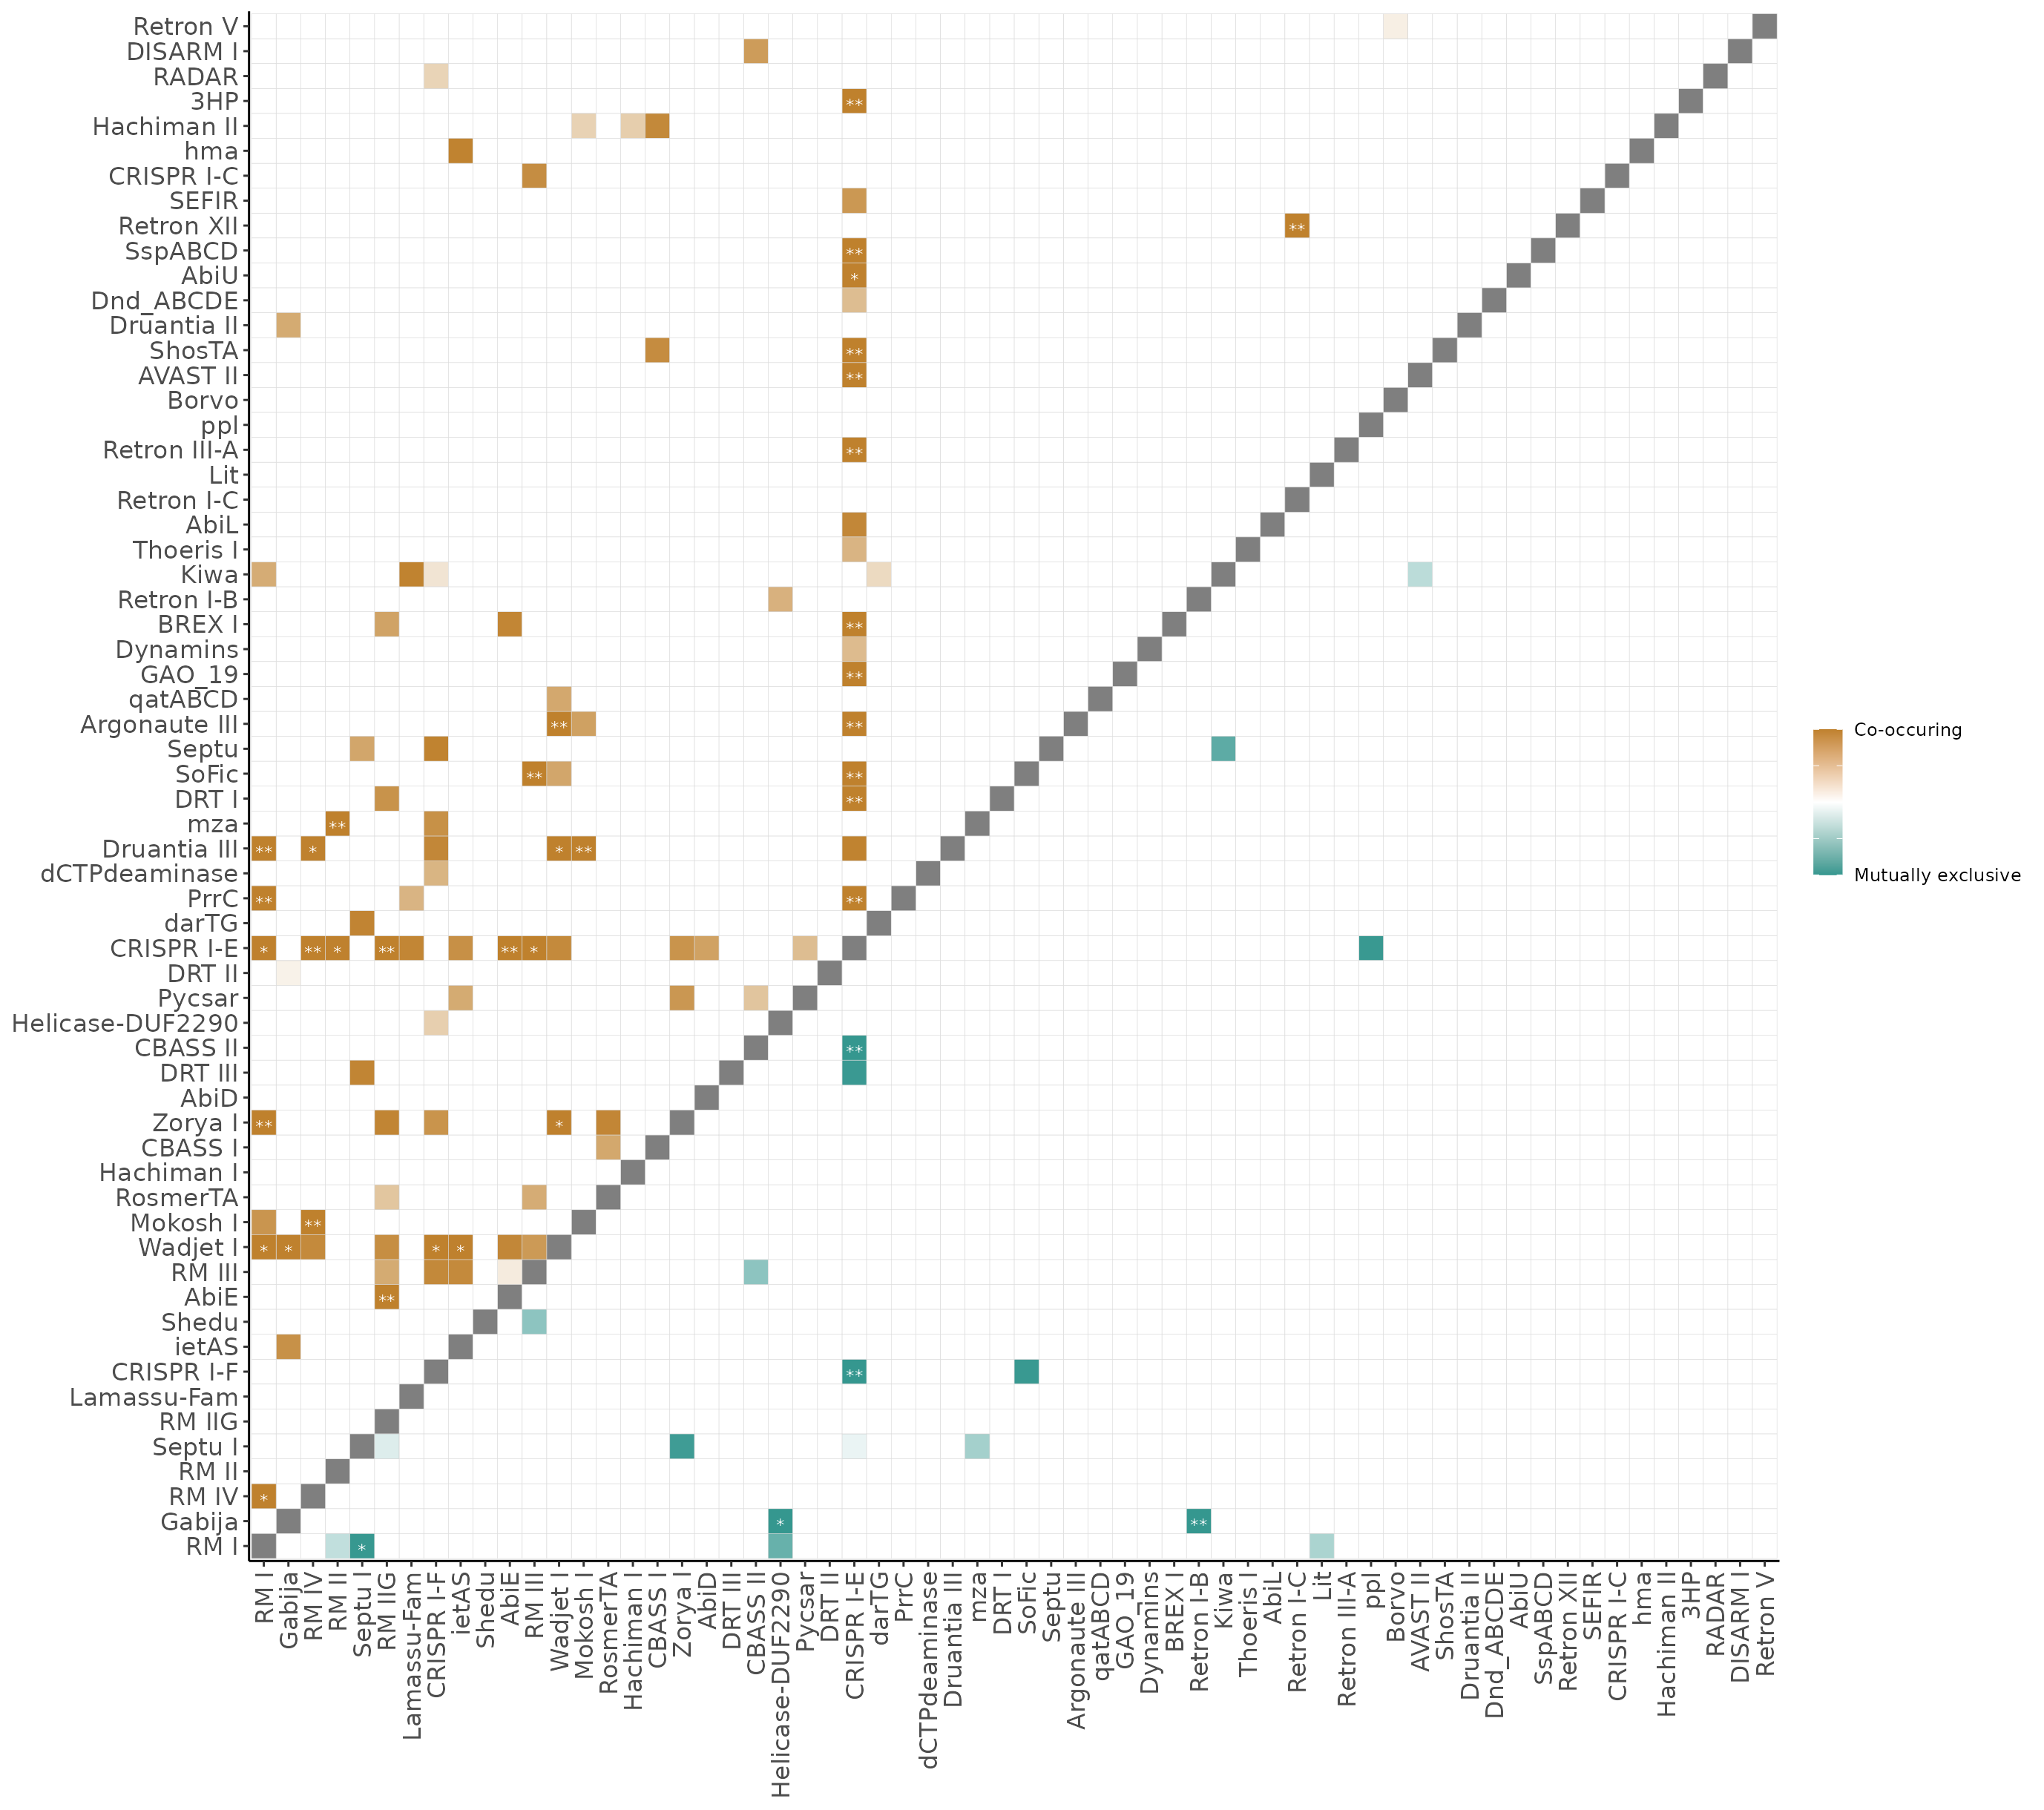 Retron V
DISARM I
RADAR
3HP
**
Hachiman II
hma
CRISPR I-C
SEFIR
Retron XII
**
SspABCD
**
AbiU
*
Dnd_ABCDE
Druantia II
ShosTA
**
AVAST II
**
Borvo
ppl
Retron III-A
**
Lit
Retron I-C
AbiL
Thoeris I
Kiwa
Retron I-B
BREX I
**
Dynamins
GAO_19
**
qatABCD
Argonaute III
** **
Septu
SoFic
** **
DRT I
**
mza
**
Druantia III
** * * **
dCTPdeaminase
PrrC
** **
darTG
CRISPR I-E
* ** * ** ** *
DRT II
Pycsar
Helicase-DUF2290
CBASS II
**
DRT III
AbiD
Zorya I
** *
CBASS I
Hachiman I
RosmerTA
Mokosh I
**
Wadjet I
* * * *
RM III
AbiE
**
Shedu
ietAS
CRISPR I-F
**
Lamassu-Fam
RM IIG
Septu I
RM II
RM IV
*
Gabija
* **
RM I
*
RM I
Gabija
RM IV
RM II
Septu I
RM IIG
Lamassu-Fam
CRISPR I-F
ietAS
Shedu
AbiE
RM III
Wadjet I
Mokosh I
RosmerTA
Hachiman I
CBASS I
Zorya I
AbiD
DRT III
CBASS II
Helicase-DUF2290
Pycsar
DRT II
CRISPR I-E
darTG
PrrC
dCTPdeaminase
Druantia III
mza
DRT I
SoFic
Septu
Argonaute III
qatABCD
GAO_19
Dynamins
BREX I
Retron I-B
Kiwa
Thoeris I
AbiL
Retron I-C
Lit
Retron III-A
ppl
Borvo
AVAST II
ShosTA
Druantia II
Dnd_ABCDE
AbiU
SspABCD
Retron XII
SEFIR
CRISPR I-C
hma
Hachiman II
3HP
RADAR
DISARM I
Retron V
Co-occuring
Mutually exclusive